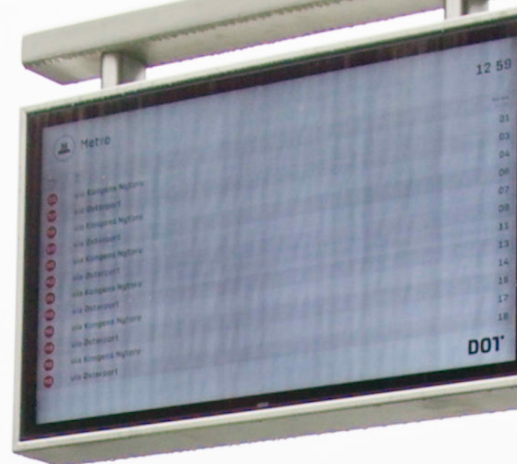 12 59
Metro
via Kongens Nytorv 01
via Østerport 03
via Kongens Nytorv 04
via Østerport 06
via Kongens Nytorv 07
via Østerport 08
via Kongens Nytorv 11
via Østerport 13
via Kongens Nytorv 14
via Østerport 16
via Kongens Nytorv 17
via Østerport 18
DOT